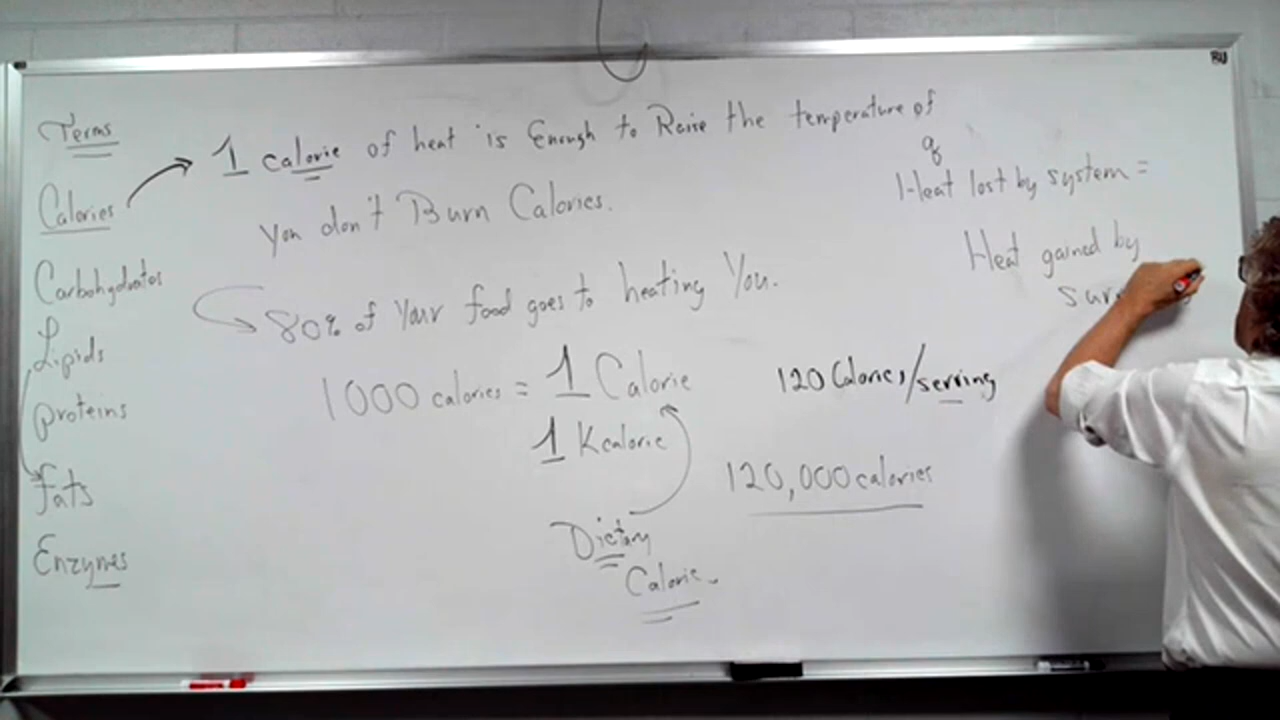 Terms
Calories
Carbohydrates
Lipids
Proteins
Fats
Enzymes
1 calorie of heat is Enough to Raise the temperature of
You don't Burn Calories.
80% of Your food goes to heating You.
1000 calories = 1 Calorie
1 Kcalorie
Dietary
Calorie
120 Calories/serving
120,000 calories
Heat lost by system =
Heat gained by
BU